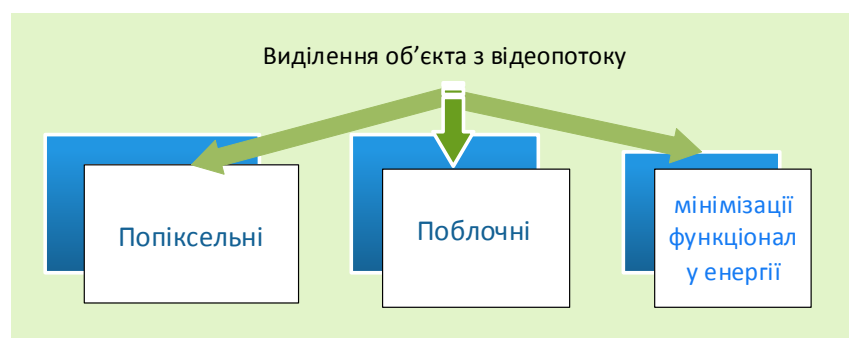 Виділення об’єкта з відеопотоку
Попіксельні
Поблочні
мінімізації
функціонал
у енергії